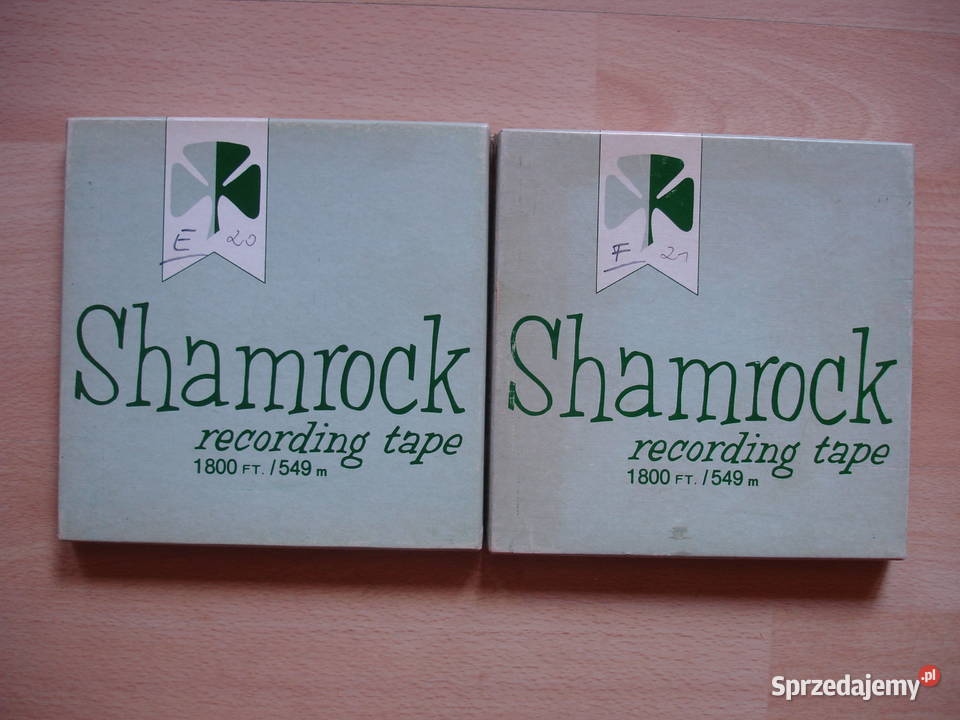 E 20
Shamrock
recording tape
1800 FT. / 549 m
F 21
Shamrock
recording tape
1800 FT. / 549 m
Sprzedajemy.pl